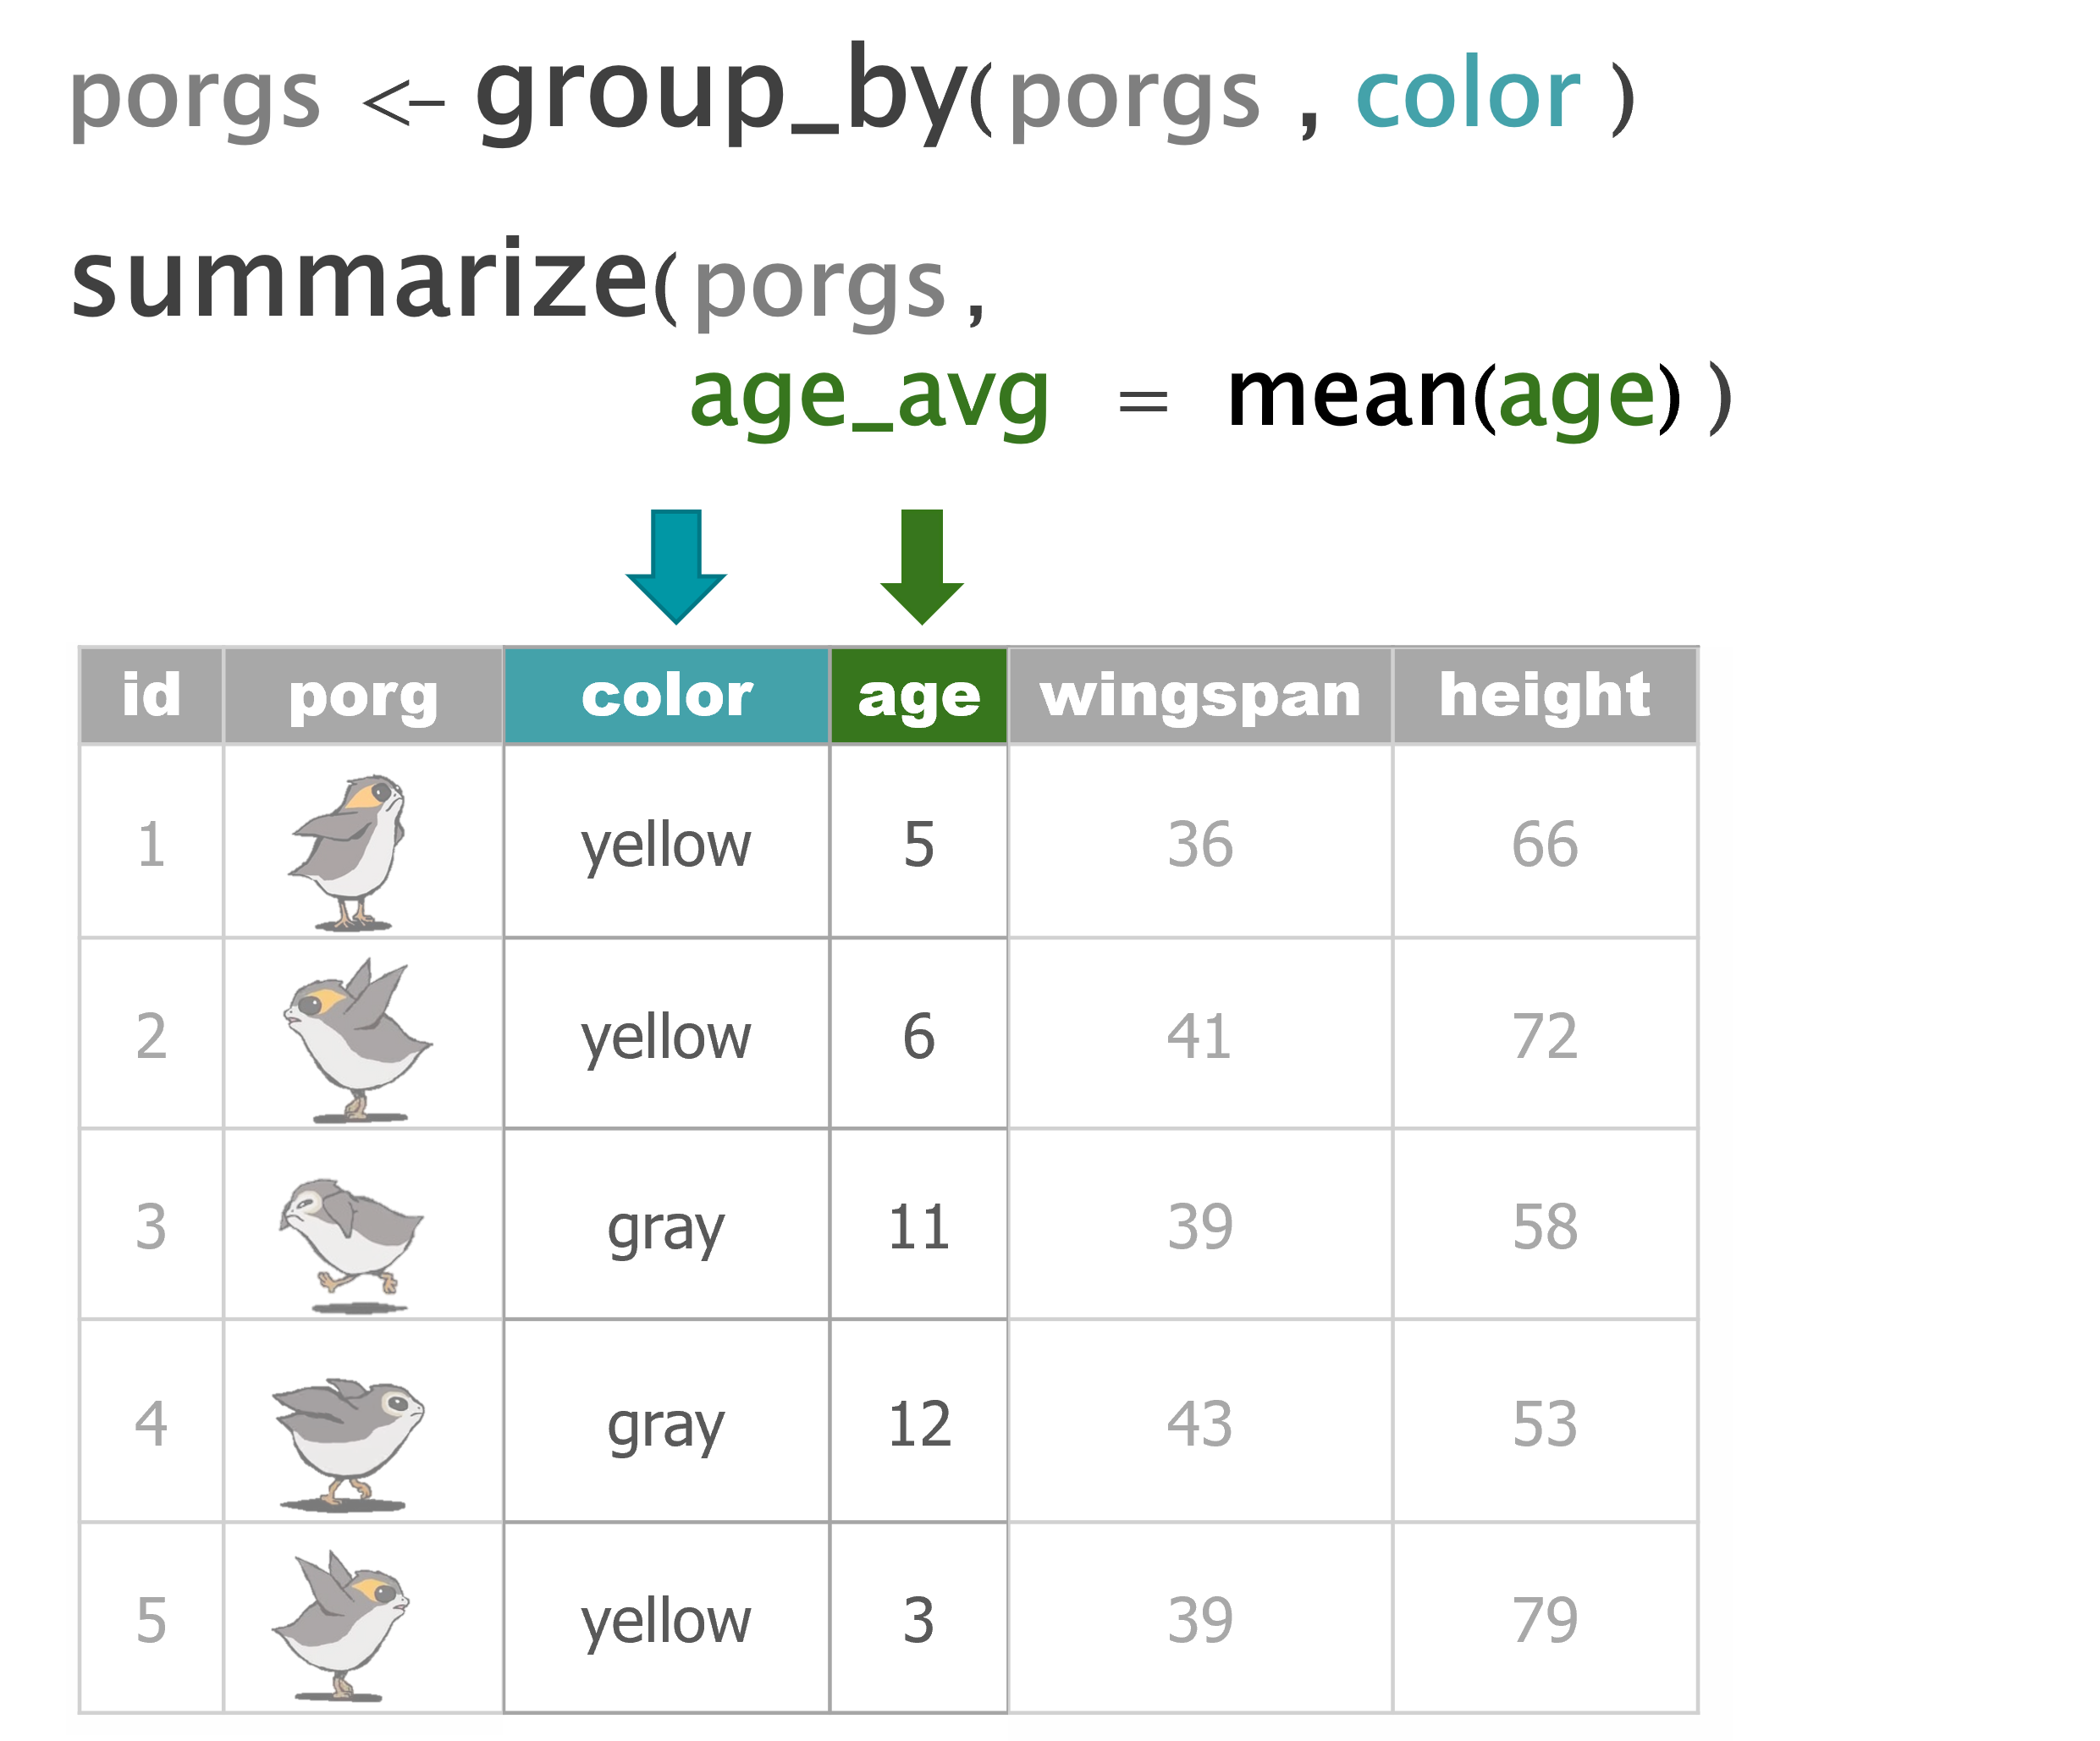 porgs <- group_by(porgs , color )
summarize(porgs,
age_avg = mean(age) )
id porg color age wingspan height
1 yellow 5 36 66
2 yellow 6 41 72
3 gray 11 39 58
4 gray 12 43 53
5 yellow 3 39 79